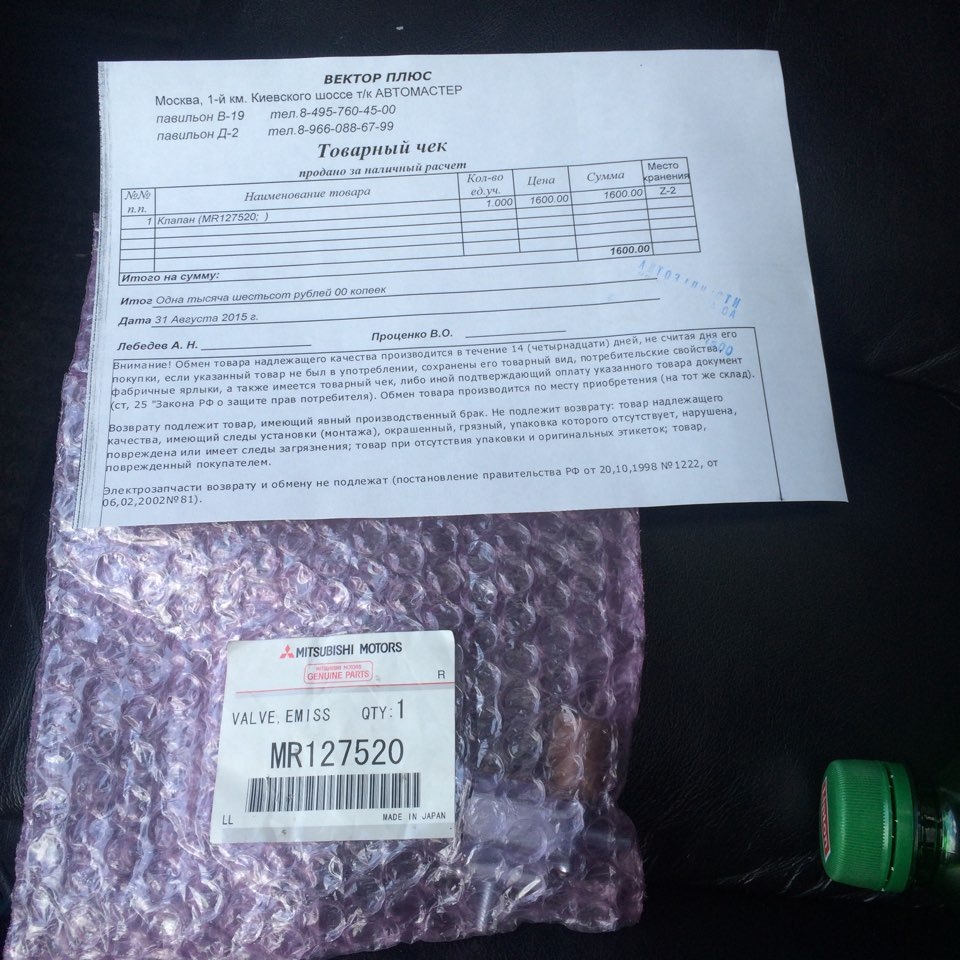 ВЕКТОР ПЛЮС
Москва, 1-й км. Киевского шоссе т/к АВТОМАСТЕР
павильон В-19 тел.8-495-760-45-00
павильон Д-2 тел.8-966-088-67-99
Товарный чек
продано за наличный расчет
№№ п.п. Наименование товара Кол-во ед.уч. Цена Сумма Место хранения
1 Клапан (MR127520; ) 1.000 1600.00 1600.00 Z-2
1600.00
Итого на сумму:
Итог Одна тысяча шестьсот рублей 00 копеек
Дата 31 Августа 2015 г.
Лебедев А. Н. Проценко В.О.
Внимание! Обмен товара надлежащего качества производится в течение 14 (четырнадцати) дней, не считая дня его
покупки, если указанный товар не был в употреблении, сохранены его товарный вид, потребительские свойства,
фабричные ярлыки, а также имеется товарный чек, либо иной подтверждающий оплату указанного товара документ
(ст, 25 "Закона РФ о защите прав потребителя). Обмен товара производится по месту приобретения (на тот же склад).
Возврату подлежит товар, имеющий явный производственный брак. Не подлежит возврату: товар надлежащего
качества, имеющий следы установки (монтажа), окрашенный, грязный, упаковка которого отсутствует, нарушена,
повреждена или имеет следы загрязнения; товар при отсутствия упаковки и оригинальных этикеток; товар,
поврежденный покупателем.
Электрозапчасти возврату и обмену не подлежат (постановление правительства РФ от 20,10,1998 №1222, от
06,02,2002№81).
MITSUBISHI MOTORS
MITSUBISHI MOTORS
GENUINE PARTS
R
VALVE, EMISS QTY:1
MR127520
LL MADE IN JAPAN